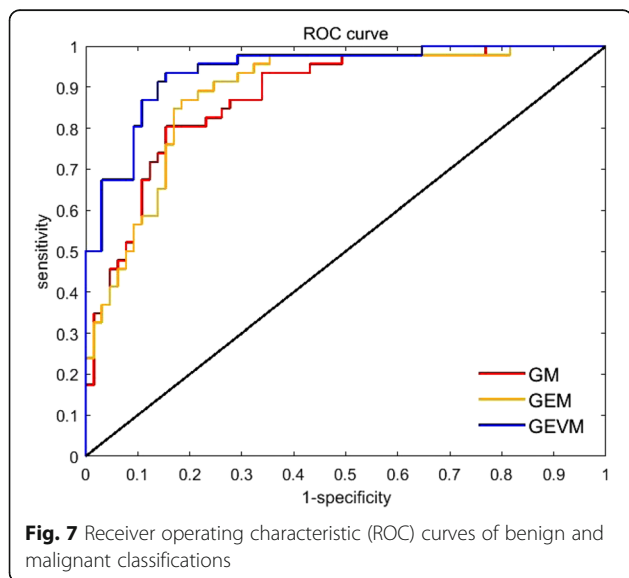 ROC curve
1
0.9
0.8
0.7
0.6
0.5
0.4
0.3
0.2
0.1
0
sensitivity
0 0.1 0.2 0.3 0.4 0.5 0.6 0.7 0.8 0.9 1
1-specificity
GM
GEM
GEVM
Fig. 7 Receiver operating characteristic (ROC) curves of benign and
malignant classifications